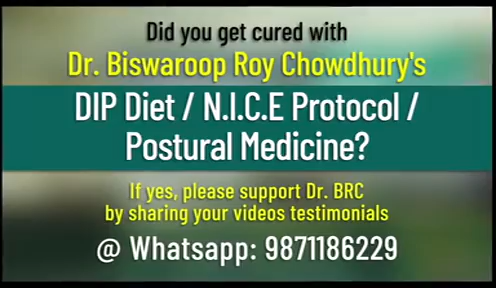 Did you get cured with
Dr. Biswaroop Roy Chowdhury's
DIP Diet / N.I.C.E Protocol /
Postural Medicine?
If yes, please support Dr. BRC
by sharing your videos testimonials
@ Whatsapp: 9871186229